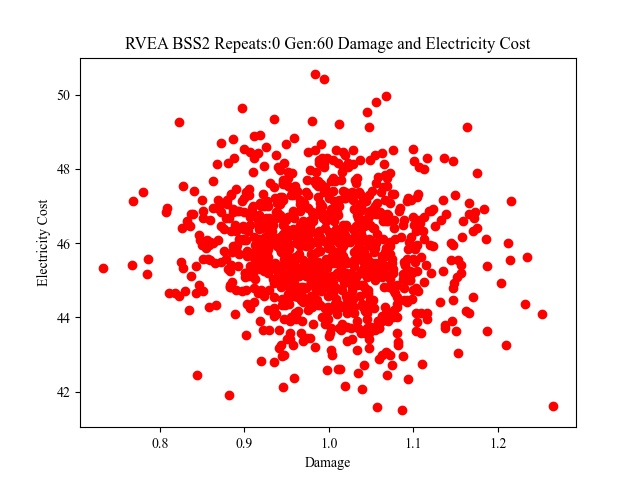 RVEA BSS2 Repeats:0 Gen:60 Damage and Electricity Cost
50
48
46
44
42
Electricity Cost
0.8 0.9 1.0 1.1 1.2
Damage